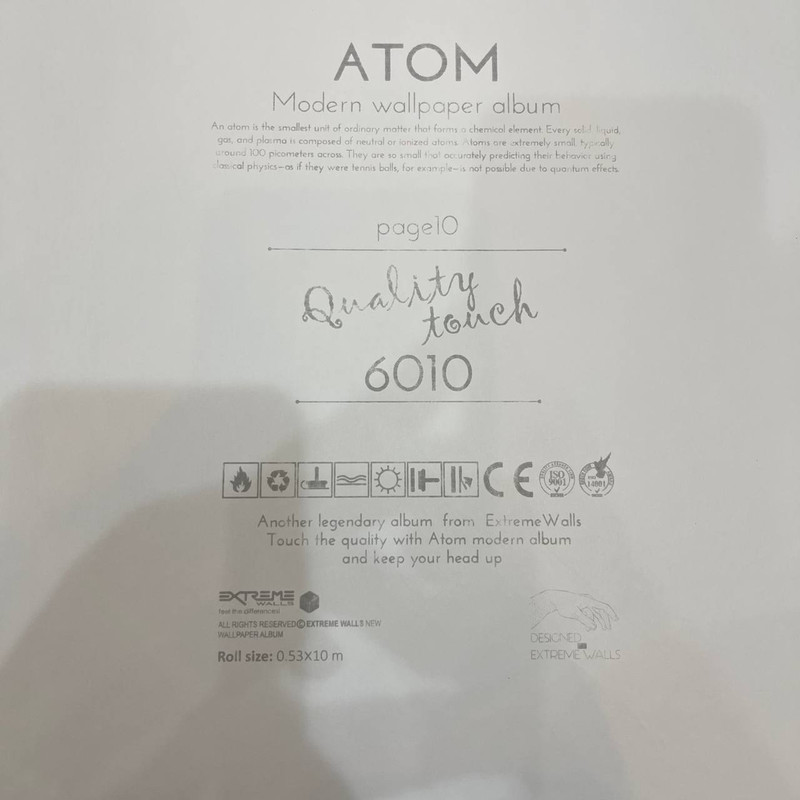 ATOM
Modern wallpaper album
An atom is the smallest unit of ordinary matter that forms a chemical element. Every solid, liquid,
gas, and plasma is composed of neutral or ionized atoms. Atoms are extremely small, typically
around 100 picometers across. They are so small that accurately predicting their behavior using
classical physics—as if they were tennis balls, for example—is not possible due to quantum effects.
page10
Quality
touch
6010
CE
ISO
9001
14001
Another legendary album from ExtremeWalls
Touch the quality with Atom modern album
and keep your head up
EXTREME
WALLS
feel the difference!
ALL RIGHTS RESERVED© EXTREME WALLS NEW
WALLPAPER ALBUM
Roll size: 0.53X10 m
DESIGNED
EXTREME WALLS